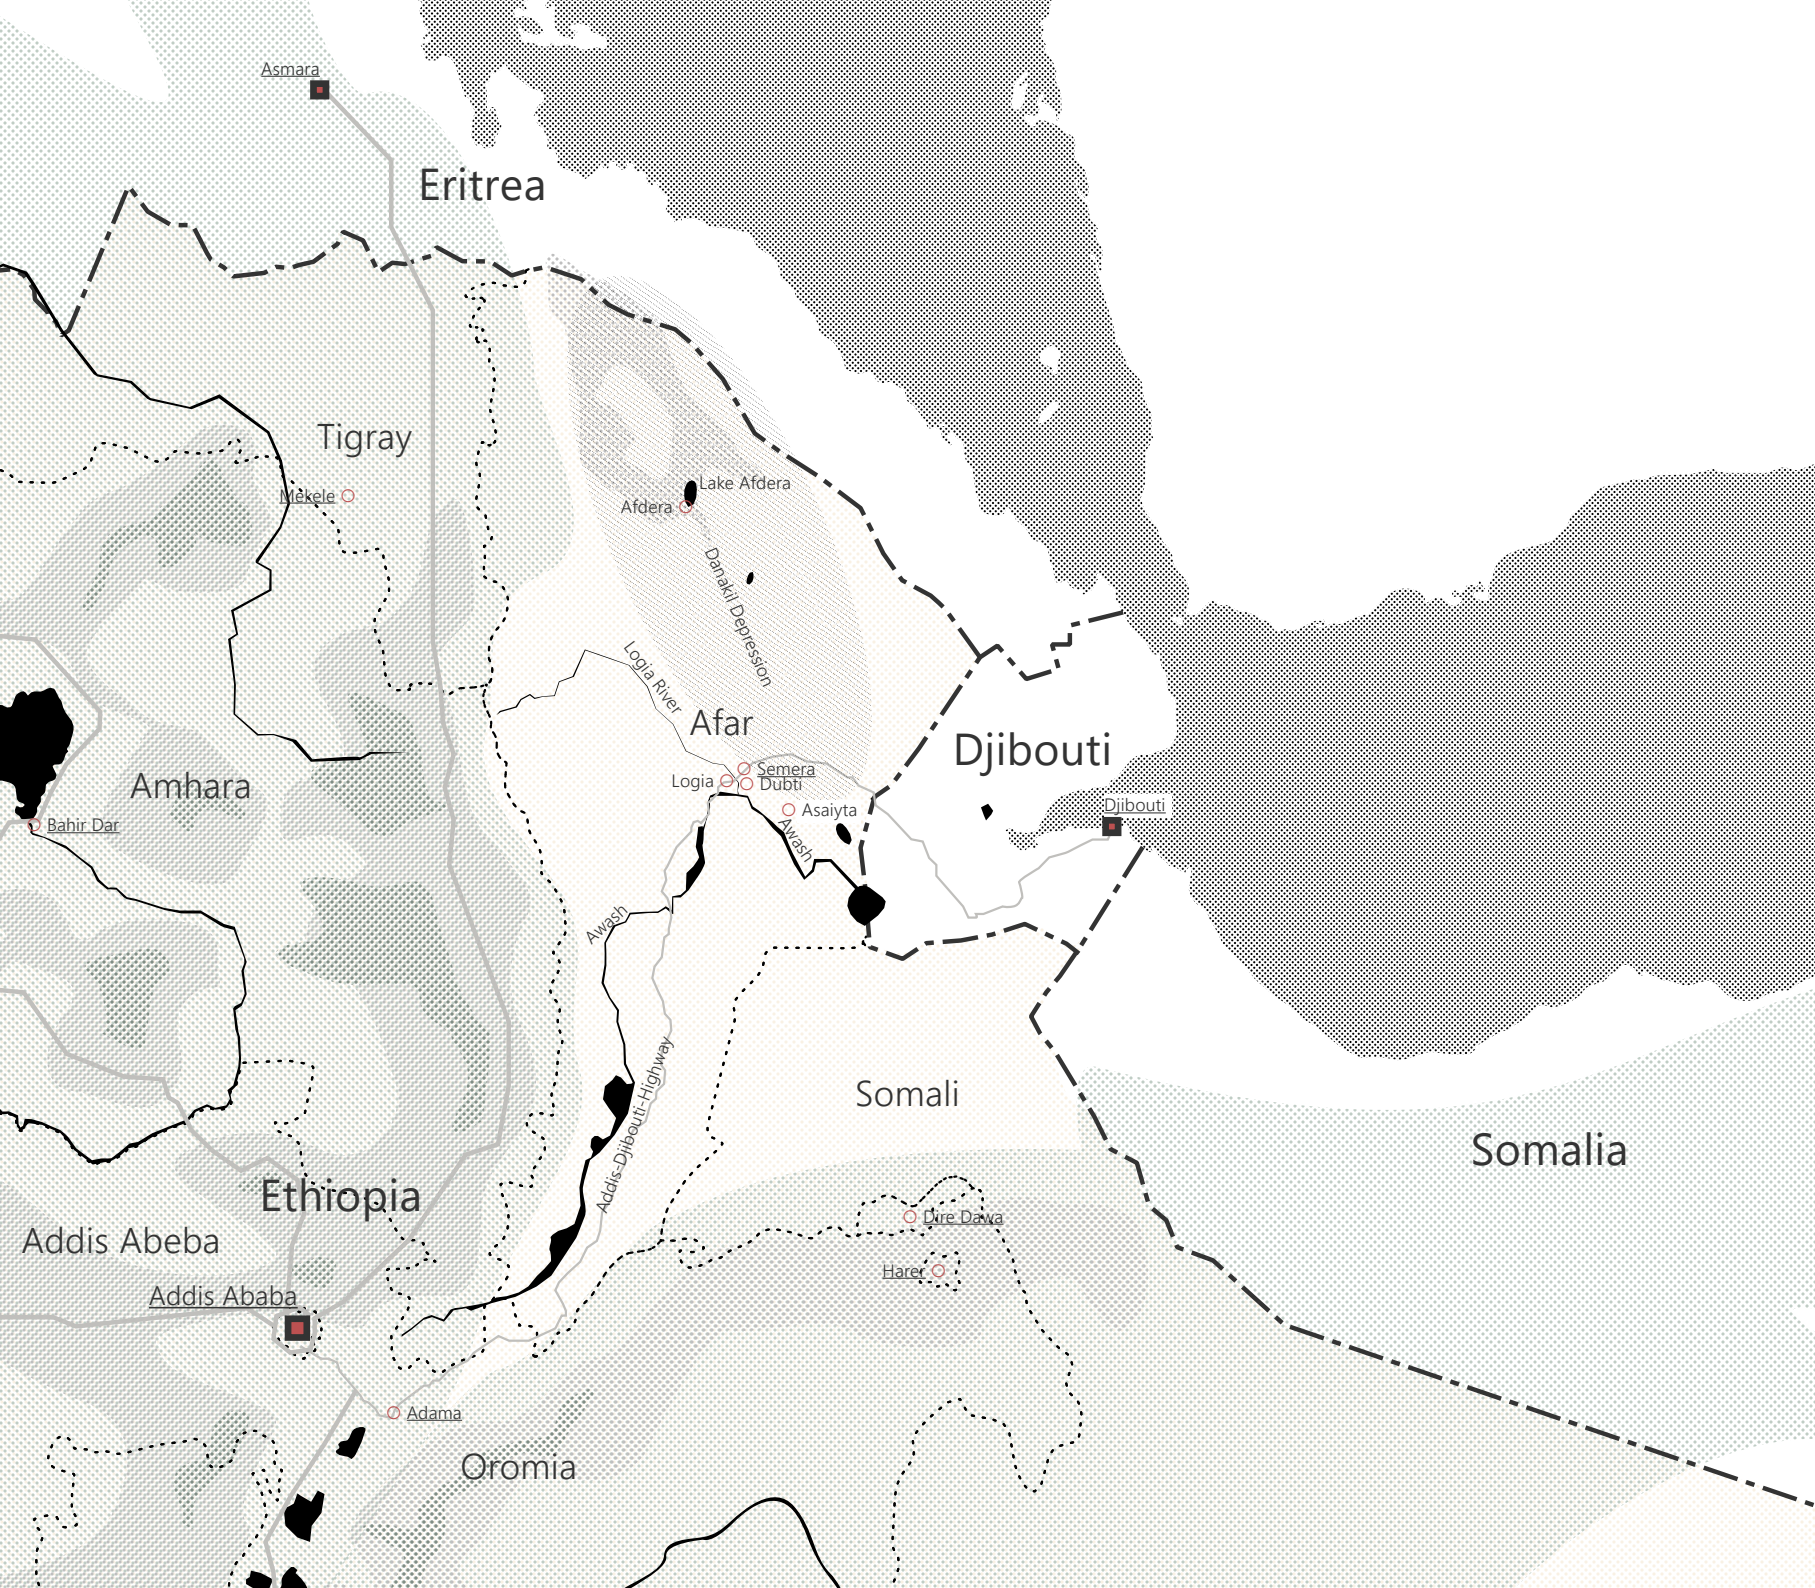 Asmara
Eritrea
Tigray
Lake Afdera
Mekele
Afdera
Danakil Depression
Logia River
Afar
Djibouti
Semera
Logia
Dubti
Amhara
Djibouti
Asaiyta
Bahir Dar
Awash
Awash
Addis-Djibouti-Highway
Somali
Somalia
Ethiopia
Dire Dawa
Addis Abeba
Harer
Addis Ababa
Adama
Oromia